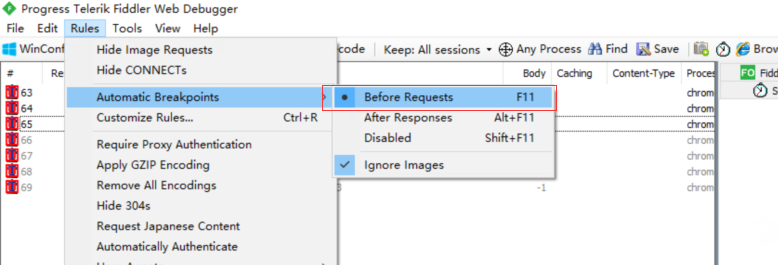 Progress Telerik Fiddler Web Debugger
File Edit Rules Tools View Help
WinConf code Keep: All sessions Any Process Find Save Brow
# Re Body Caching Content-Type Proces FO Fidd
Hide Image Requests
Hide CONNECTs
63 Automatic Breakpoints Before Requests F11 chrom
64 Customize Rules... Ctrl+R After Responses Alt+F11 chrom
65 Disabled Shift+F11 chrom
66 Require Proxy Authentication chrom
67 Apply GZIP Encoding Ignore Images chrom
68 Remove All Encodings chrom
69 3 -1 chrom
Hide 304s
Request Japanese Content
Automatically Authenticate